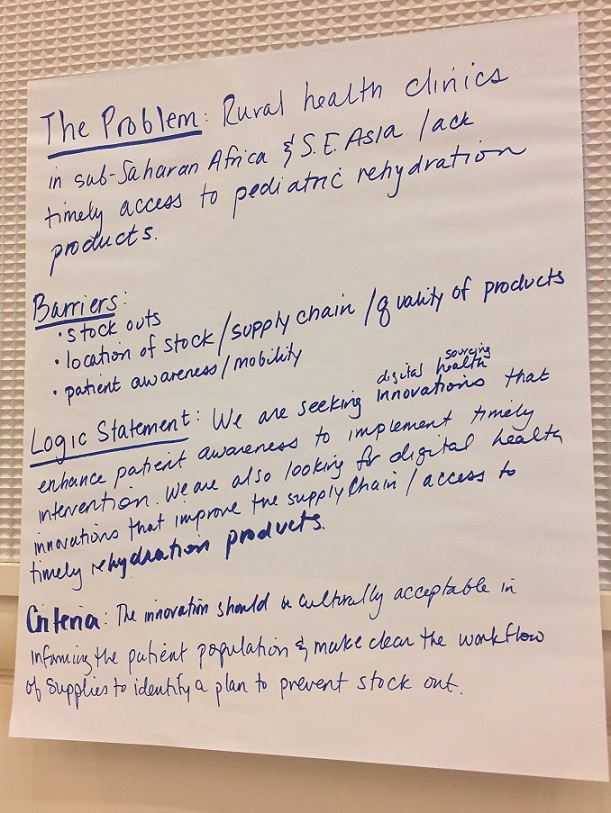 The Problem: Rural health clinics
in sub-Saharan Africa & S.E. Asia lack
timely access to pediatric rehydration
products.
Barriers:
• stock outs
• location of stock/supply chain/quality of products
• patient awareness/mobility
sourcing
digital health
Logic Statement: We are seeking innovations that
enhance patient awareness to implement timely
intervention. We are also looking for digital health
innovations that improve the supply chain/access to
timely rehydration products.
Criteria: The innovation should be culturally acceptable in
informing the patient population & make clear the workflow
of supplies to identify a plan to prevent stock out.